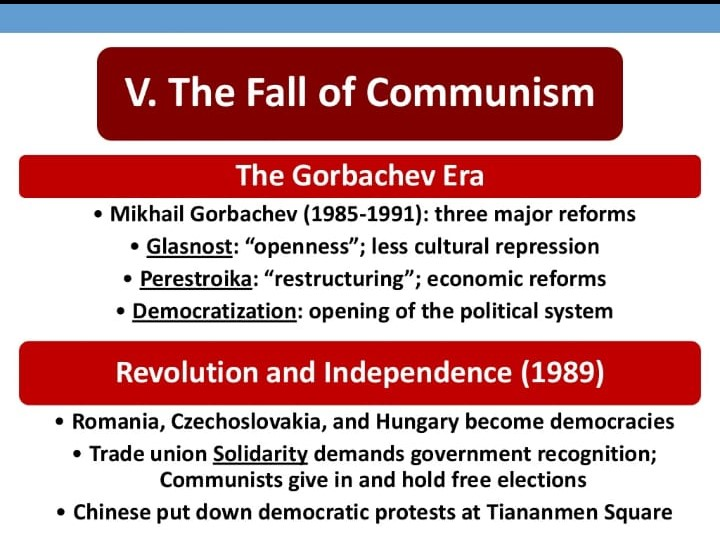 V. The Fall of Communism
The Gorbachev Era
• Mikhail Gorbachev (1985-1991): three major reforms
• Glasnost: “openness”; less cultural repression
• Perestroika: “restructuring”; economic reforms
• Democratization: opening of the political system
Revolution and Independence (1989)
• Romania, Czechoslovakia, and Hungary become democracies
• Trade union Solidarity demands government recognition;
Communists give in and hold free elections
• Chinese put down democratic protests at Tiananmen Square